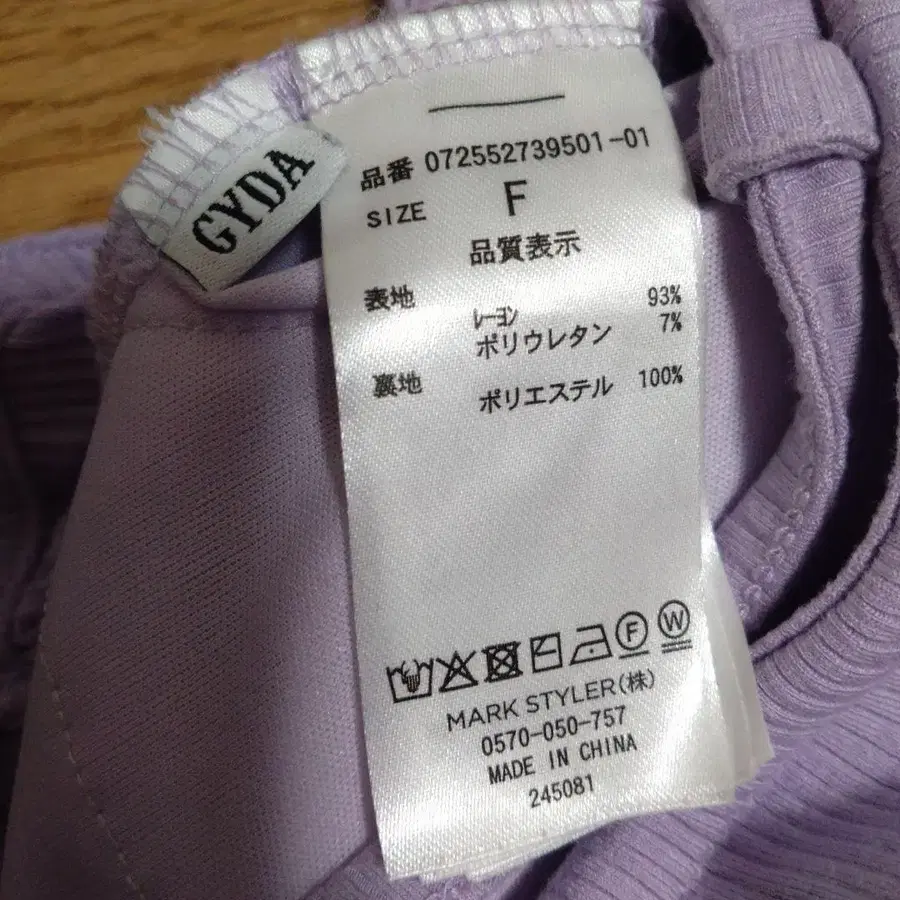 GYDA
品番 072552739501-01
SIZE F
品質表示
表地
レーヨン 93%
ポリウレタン 7%
裏地
ポリエステル 100%
F W
MARK STYLER(株)
0570-050-757
MADE IN CHINA
245081